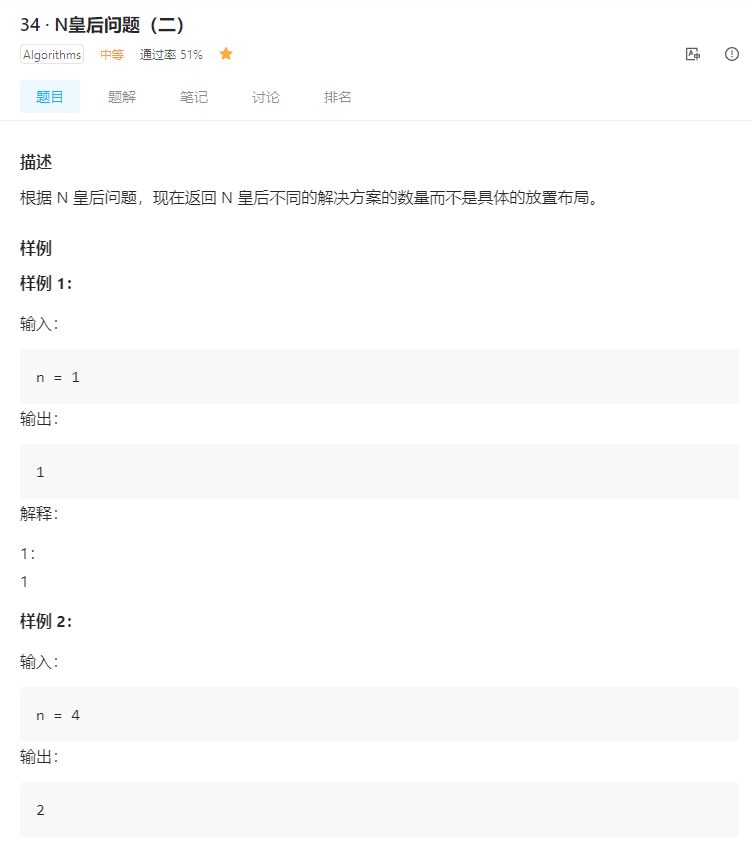 34 · N皇后问题（二）
Algorithms 中等 通过率 51%
题目 题解 笔记 讨论 排名
描述
根据 N 皇后问题，现在返回 N 皇后不同的解决方案的数量而不是具体的放置布局。
样例
样例 1：
输入：
n = 1
输出：
1
解释：
1：
1
样例 2：
输入：
n = 4
输出：
2